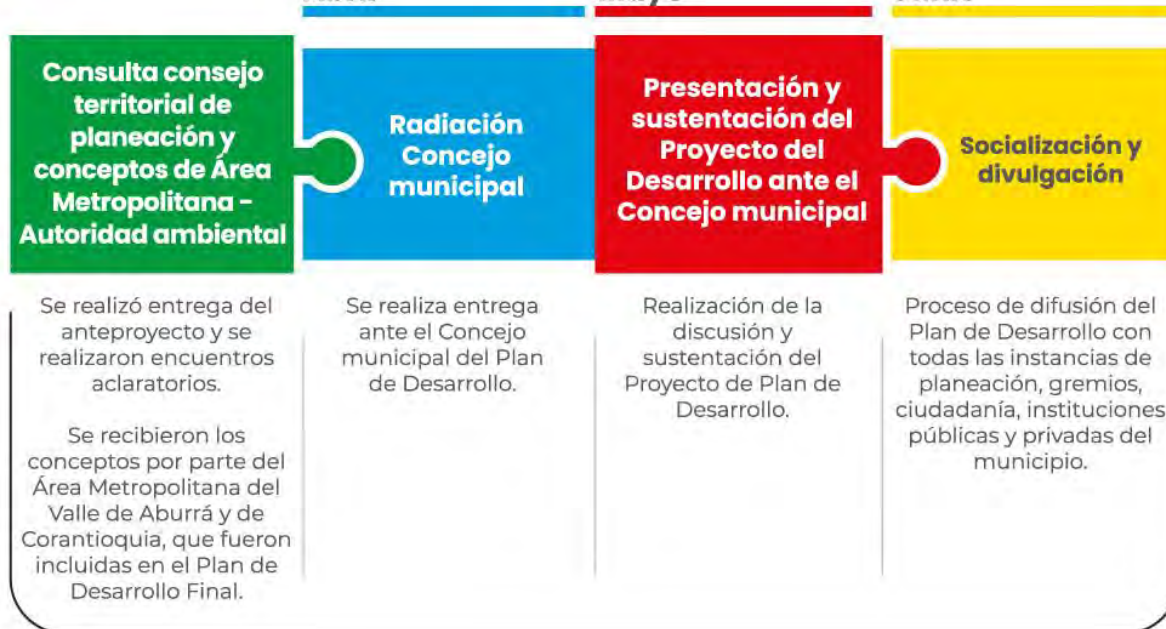 Consulta consejo
territorial de
planeación y
conceptos de Área
Metropolitana -
Autoridad ambiental
Se realizó entrega del
anteproyecto y se
realizaron encuentros
aclaratorios.
Se recibieron los
conceptos por parte del
Área Metropolitana del
Valle de Aburrá y de
Corantioquia, que fueron
incluidas en el Plan de
Desarrollo Final.
Radiación
Concejo
municipal
Se realiza entrega
ante el Concejo
municipal del Plan
de Desarrollo.
Presentación y
sustentación del
Proyecto del
Desarrollo ante el
Concejo municipal
Realización de la
discusión y
sustentación del
Proyecto de Plan de
Desarrollo.
Socialización y
divulgación
Proceso de difusión del
Plan de Desarrollo con
todas las instancias de
planeación, gremios,
ciudadanía, instituciones
públicas y privadas del
municipio.